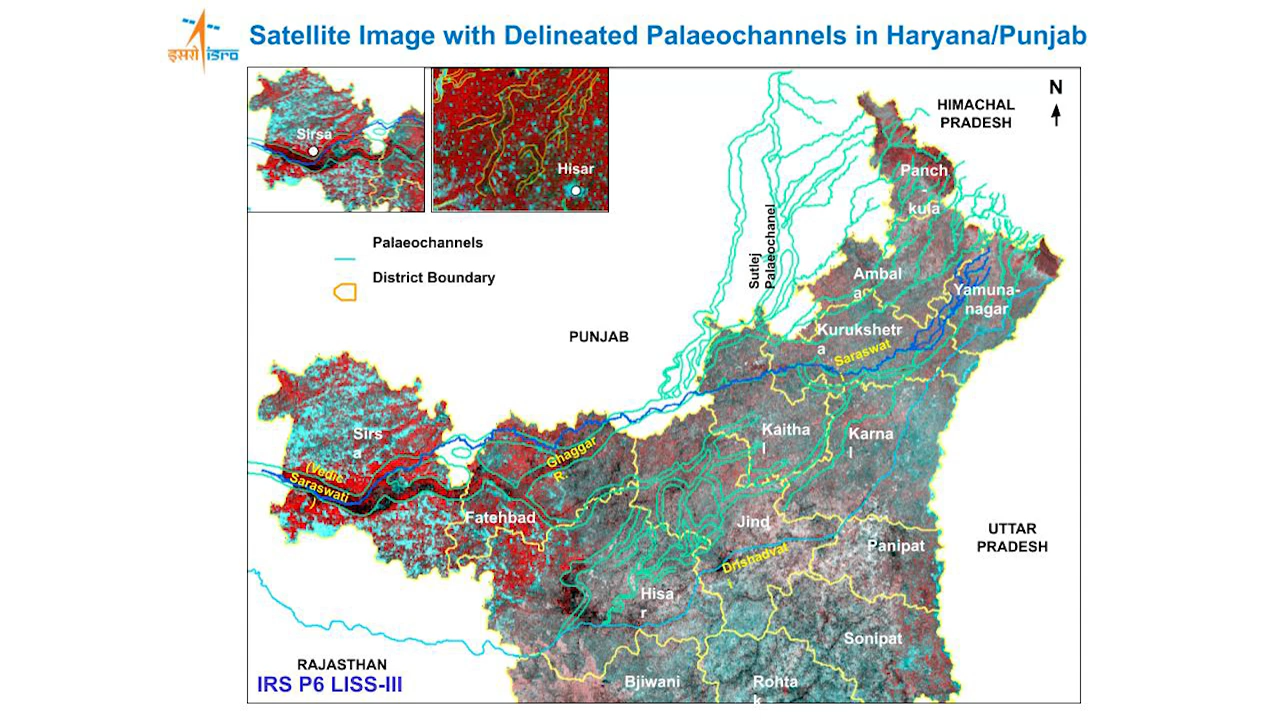 Satellite Image with Delineated Palaeochannels in Haryana/Punjab
इसरो isro
N
HIMACHAL
PRADESH
Sirsa
Hisar
Panch
-
kula
Palaeochannels
District Boundary
Sutlej
Palaeochanel
Ambal
a
Yamuna-
nagar
PUNJAB
Kurukshetr
a
Saraswat
Sirs
a
Kaitha
l
Karna
l
Ghaggar
R.
(Vedic
Saraswati
)
Fatehbad
Jind
UTTAR
PRADESH
Panipat
Drishadvat
i
Hisa
r
Sonipat
RAJASTHAN
IRS P6 LISS-III
Bjiwani
Rohta
k